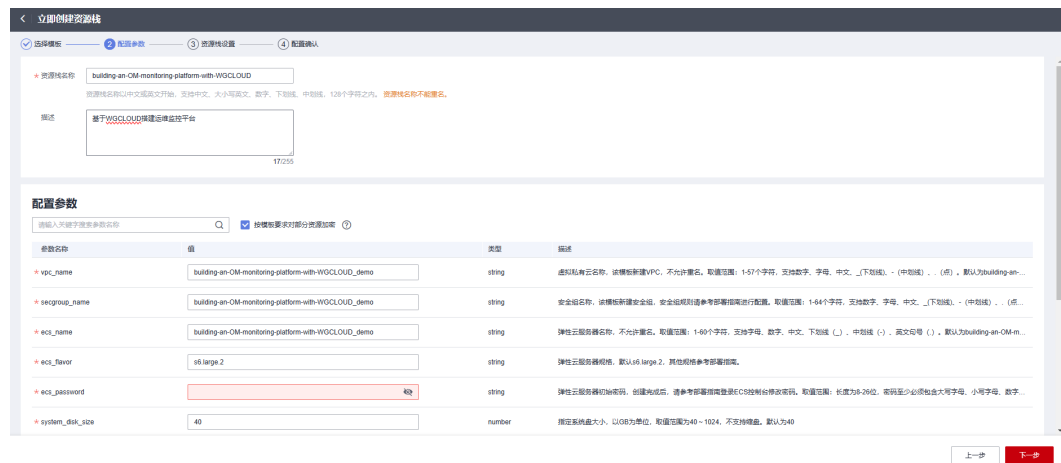 < 立即创建资源栈
选择模板 2 配置参数 3 资源栈设置 4 配置确认
* 资源栈名称 building-an-OM-monitoring-platform-with-WGCLOUD
资源栈名称以中文或英文开始，支持中文、大小写英文、数字、下划线、中划线，128个字符之内。 资源栈名称不能重名。
描述 基于WGCLOUD搭建运维监控平台
17/255
配置参数
请输入关键字搜索参数名称 按模板要求对部分资源加密 ?
参数名称 值 类型 描述
* vpc_name building-an-OM-monitoring-platform-with-WGCLOUD_demo string 虚拟私有云名称，该模板新建VPC，不允许重名。取值范围：1-57个字符，支持数字、字母、中文、_(下划线)、-（中划线）、.（点）。默认为building-an-...
* secgroup_name building-an-OM-monitoring-platform-with-WGCLOUD_demo string 安全组名称，该模板新建安全组，安全组规则请参考部署指南进行配置。取值范围：1-64个字符，支持数字、字母、中文、_(下划线)、-（中划线）、.（点...
* ecs_name building-an-OM-monitoring-platform-with-WGCLOUD_demo string 弹性云服务器名称，不允许重名。取值范围：1-60个字符，支持字母、数字、中文、下划线（_）、中划线（-）、英文句号（.）。默认为building-an-OM-m...
* ecs_flavor s6.large.2 string 弹性云服务器规格，默认s6.large.2，其他规格参考部署指南。
* ecs_password string 弹性云服务器初始密码，创建完成后，请参考部署指南登录ECS控制台修改密码。取值范围：长度为8-26位，密码至少必须包含大写字母、小写字母、数字...
* system_disk_size 40 number 指定系统盘大小，以GB为单位，取值范围为40～1024，不支持缩盘。默认为40
上一步 下一步